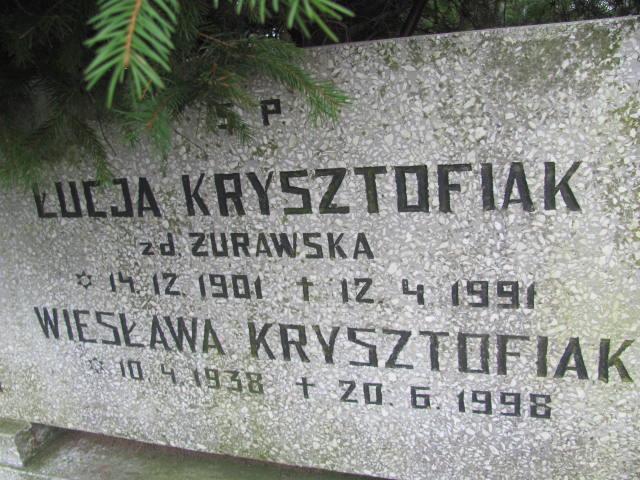 Ś. P.
ŁUCJA KRYSZTOFIAK
zd. ŻURAWSKA
✡ 14. 12. 1901 † 12. 4. 1991
WIESŁAWA KRYSZTOFIAK
✡ 10. 4. 1938 † 20. 6. 1998